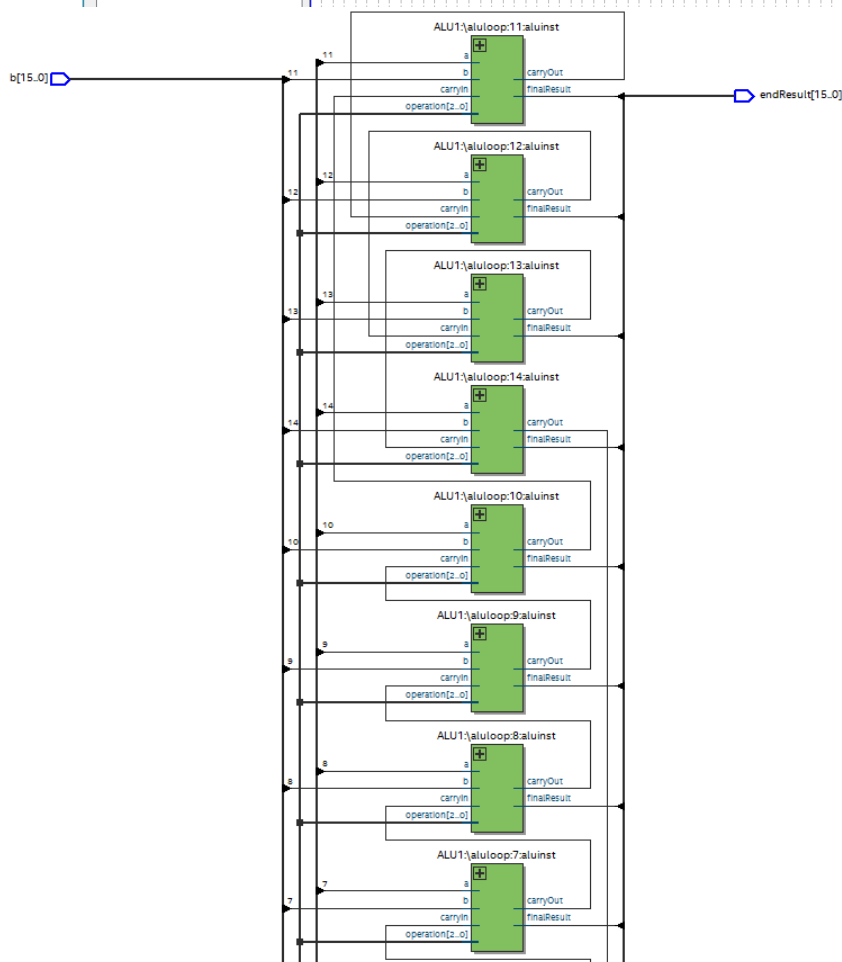 ALU1:\aluloop:11:aluinst
11
a
b[15..0]
11
b
carryOut
carryIn
finalResult
endResult[15..0]
operation[2..0]
ALU1:\aluloop:12:aluinst
12
a
12
b
carryOut
carryIn
finalResult
operation[2..0]
ALU1:\aluloop:13:aluinst
13
a
13
b
carryOut
carryIn
finalResult
operation[2..0]
ALU1:\aluloop:14:aluinst
14
a
14
b
carryOut
carryIn
finalResult
operation[2..0]
ALU1:\aluloop:10:aluinst
10
a
10
b
carryOut
carryIn
finalResult
operation[2..0]
ALU1:\aluloop:9:aluinst
9
a
9
b
carryOut
carryIn
finalResult
operation[2..0]
ALU1:\aluloop:8:aluinst
8
a
8
b
carryOut
carryIn
finalResult
operation[2..0]
ALU1:\aluloop:7:aluinst
7
a
7
b
carryOut
carryIn
finalResult
operation[2..0]